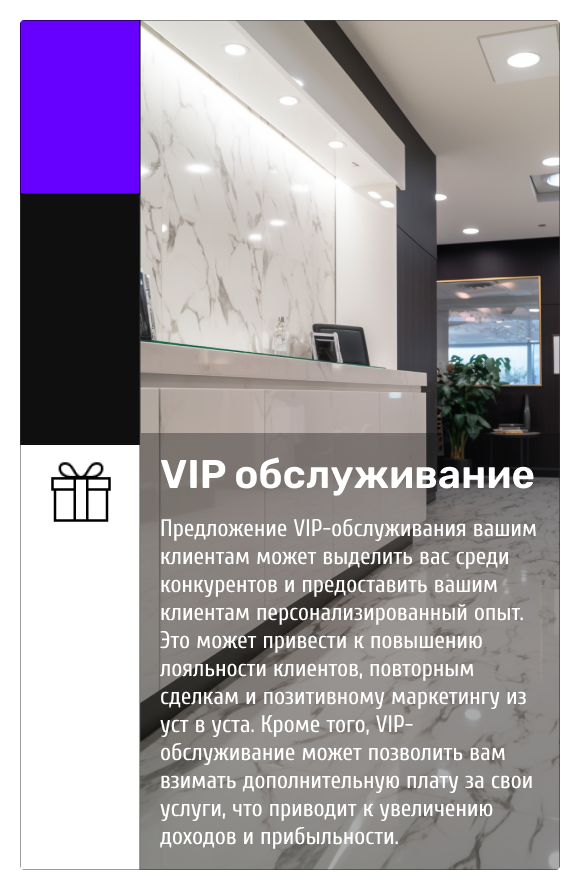 VIP обслуживание
Предложение VIP-обслуживания вашим
клиентам может выделить вас среди
конкурентов и предоставить вашим
клиентам персонализированный опыт.
Это может привести к повышению
лояльности клиентов, повторным
сделкам и позитивному маркетингу из
уст в уста. Кроме того, VIP-
обслуживание может позволить вам
взимать дополнительную плату за свои
услуги, что приводит к увеличению
доходов и прибыльности.